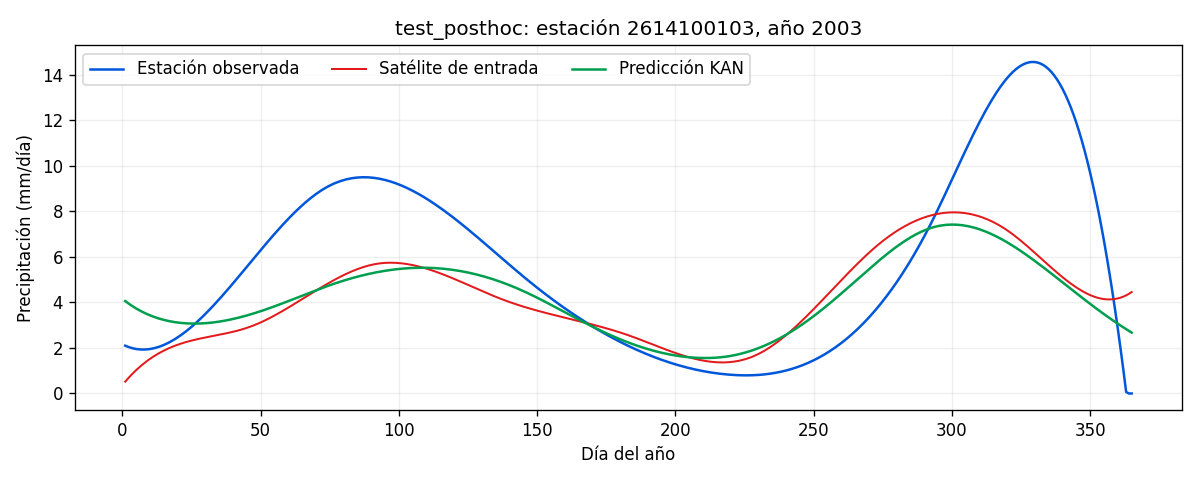 test_posthoc: estación 2614100103, año 2003
Estación observada
Satélite de entrada
Predicción KAN
Precipitación (mm/día)
14
12
10
8
6
4
2
0
0
50
100
150
200
250
300
350
Día del año